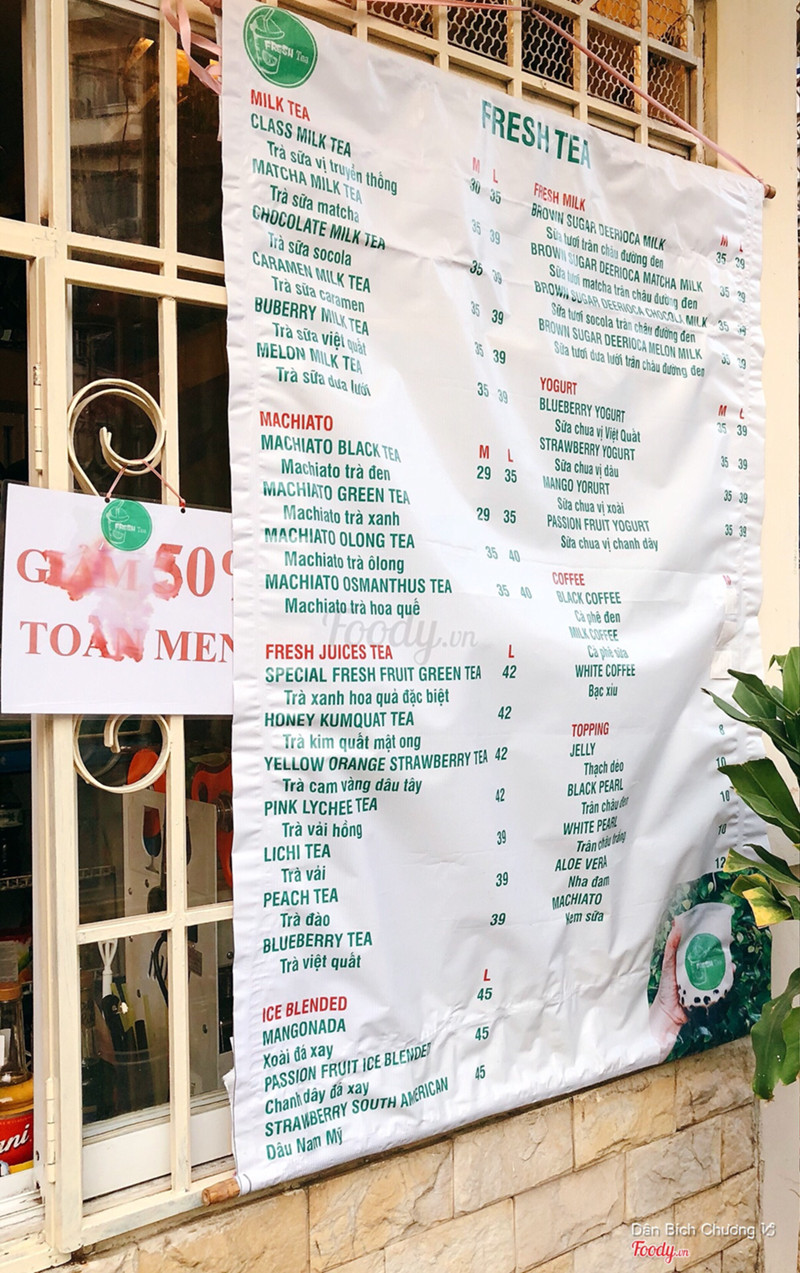 FRESH Tea
FRESH TEA
MILK TEA
M L
CLASS MILK TEA 30 35
Trà sữa vị truyền thống
MATCHA MILK TEA 35 39
Trà sữa matcha
CHOCOLATE MILK TEA 35 39
Trà sữa socola
CARAMEN MILK TEA 35 39
Trà sữa caramen
BUBERRY MILK TEA 35 39
Trà sữa việt quất
MELON MILK TEA 35 39
Trà sữa dưa lưới
MACHIATO
M L
MACHIATO BLACK TEA 29 35
Machiato trà đen
MACHIATO GREEN TEA 29 35
Machiato trà xanh
MACHIATO OLONG TEA 35 40
Machiato trà ôlong
MACHIATO OSMANTHUS TEA 35 40
Machiato trà hoa quế
FRESH JUICES TEA L
SPECIAL FRESH FRUIT GREEN TEA 42
Trà xanh hoa quả đặc biệt
HONEY KUMQUAT TEA 42
Trà kim quất mật ong
YELLOW ORANGE STRAWBERRY TEA 42
Trà cam vàng dâu tây
PINK LYCHEE TEA 42
Trà vải hồng
LICHI TEA 39
Trà vải
PEACH TEA 39
Trà đào
BLUEBERRY TEA 39
Trà việt quất
ICE BLENDED L
MANGONADA 45
Xoài đá xay
PASSION FRUIT ICE BLENDED 45
Chanh dây đá xay
STRAWBERRY SOUTH AMERICAN 45
Dâu Nam Mỹ
FRESH MILK
M L
BROWN SUGAR DEERIOCA MILK 35 39
Sữa tươi trân châu đường đen
BROWN SUGAR DEERIOCA MATCHA MILK 35 39
Sữa tươi matcha trân châu đường đen
BROWN SUGAR DEERIOCA CHOCOLA MILK 35 39
Sữa tươi socola trân châu đường đen
BROWN SUGAR DEERIOCA MELON MILK 35 39
Sữa tươi dưa lưới trân châu đường đen
YOGURT
M L
BLUEBERRY YOGURT 35 39
Sữa chua vị Việt Quất
STRAWBERRY YOGURT 35 39
Sữa chua vị dâu
MANGO YORURT 35 39
Sữa chua vị xoài
PASSION FRUIT YOGURT 35 39
Sữa chua vị chanh dây
COFFEE
BLACK COFFEE
Cà phê đen
MILK COFFEE
Cà phê sữa
WHITE COFFEE
Bạc xỉu
TOPPING
JELLY 8
Thạch dẻo
BLACK PEARL 10
Trân châu đen
WHITE PEARL 10
Trân châu trắng
ALOE VERA 10
Nha đam
MACHIATO 12
Kem sữa
FRESH Tea
FRESH Tea
GIẢM 50%
TOÀN MEN
Foody.vn
Dân Bích Chương
Foody.vn